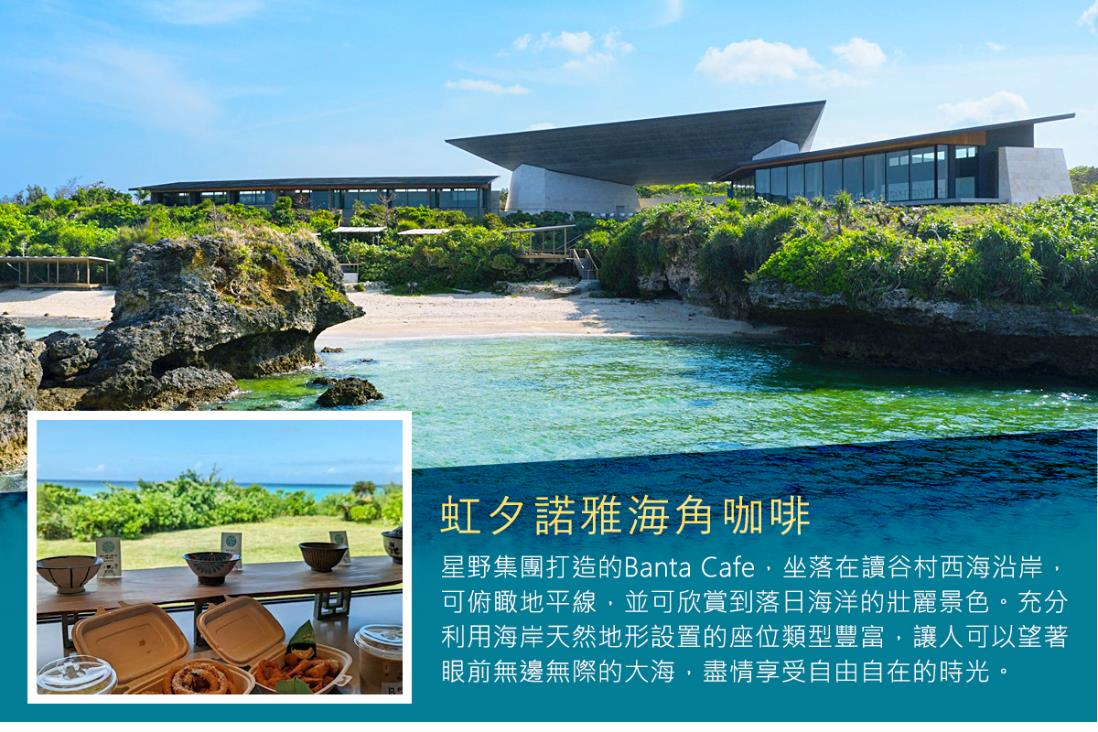 虹夕諾雅海角咖啡
星野集團打造的Banta Cafe，坐落在讀谷村西海沿岸，
可俯瞰地平線，並可欣賞到落日海洋的壯麗景色。充分
利用海岸天然地形設置的座位類型豐富，讓人可以望著
眼前無邊無際的大海，盡情享受自由自在的時光。